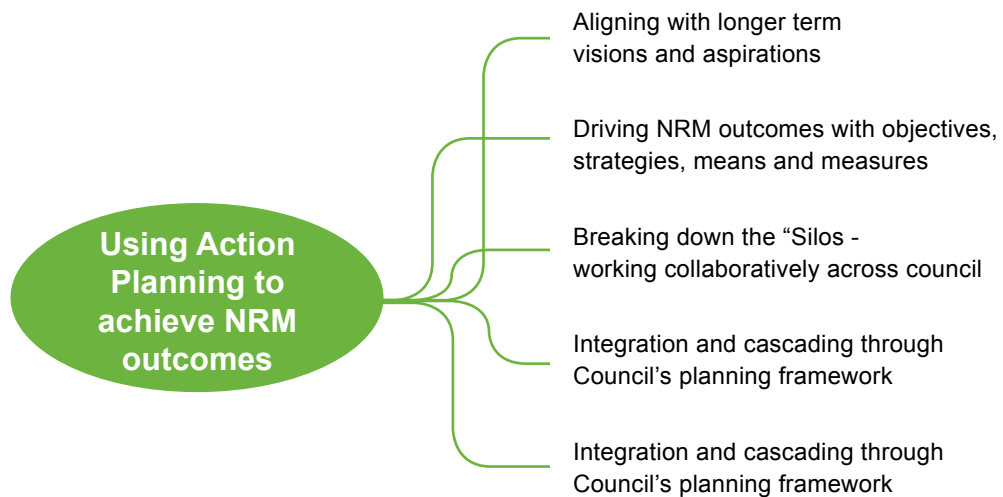 Using Action
Planning to
achieve NRM
outcomes
Aligning with longer term
visions and aspirations
Driving NRM outcomes with objectives,
strategies, means and measures
Breaking down the “Silos -
working collaboratively across council
Integration and cascading through
Council’s planning framework
Integration and cascading through
Council’s planning framework